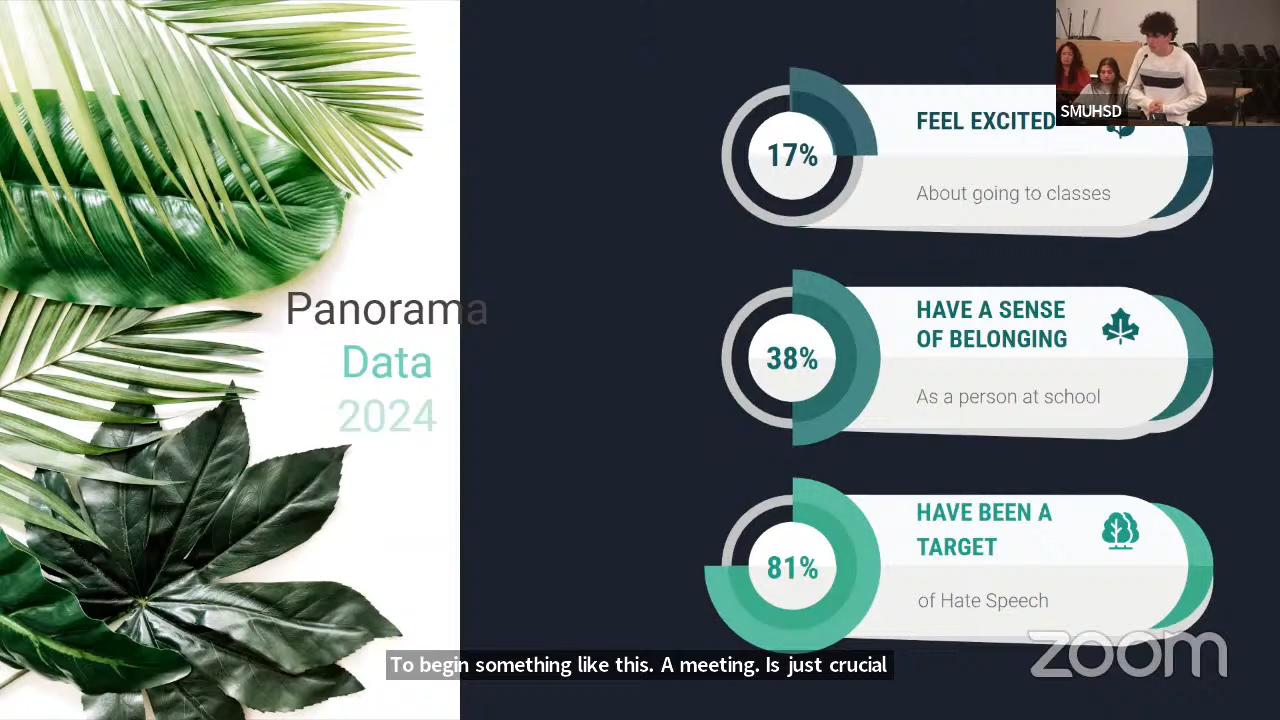 SMUHSD
17%
FEEL EXCITED
About going to classes
Panorama
Data
2024
38%
HAVE A SENSE
OF BELONGING
As a person at school
81%
HAVE BEEN A
TARGET
of Hate Speech
zoom
To begin something like this. A meeting. Is just crucial